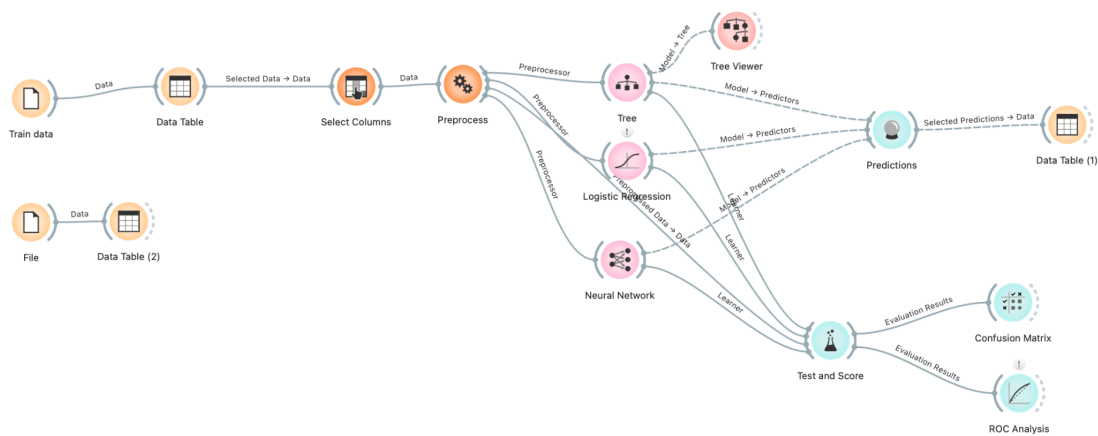 Model → Tree
Tree Viewer
Data
Selected Data → Data
Data
Preprocessor
Train data
Data Table
Select Columns
Preprocess
Tree
Model → Predictors
Selected Predictions → Data
Predictions
Data Table (1)
Preprocessor
!
Model → Predictors
Logistic Regression
Preprocessor
Preprocessed Data → Data
Learner
Model → Predictors
Data
File
Data Table (2)
Learner
Neural Network
Learner
Test and Score
Evaluation Results
Confusion Matrix
Evaluation Results
!
ROC Analysis